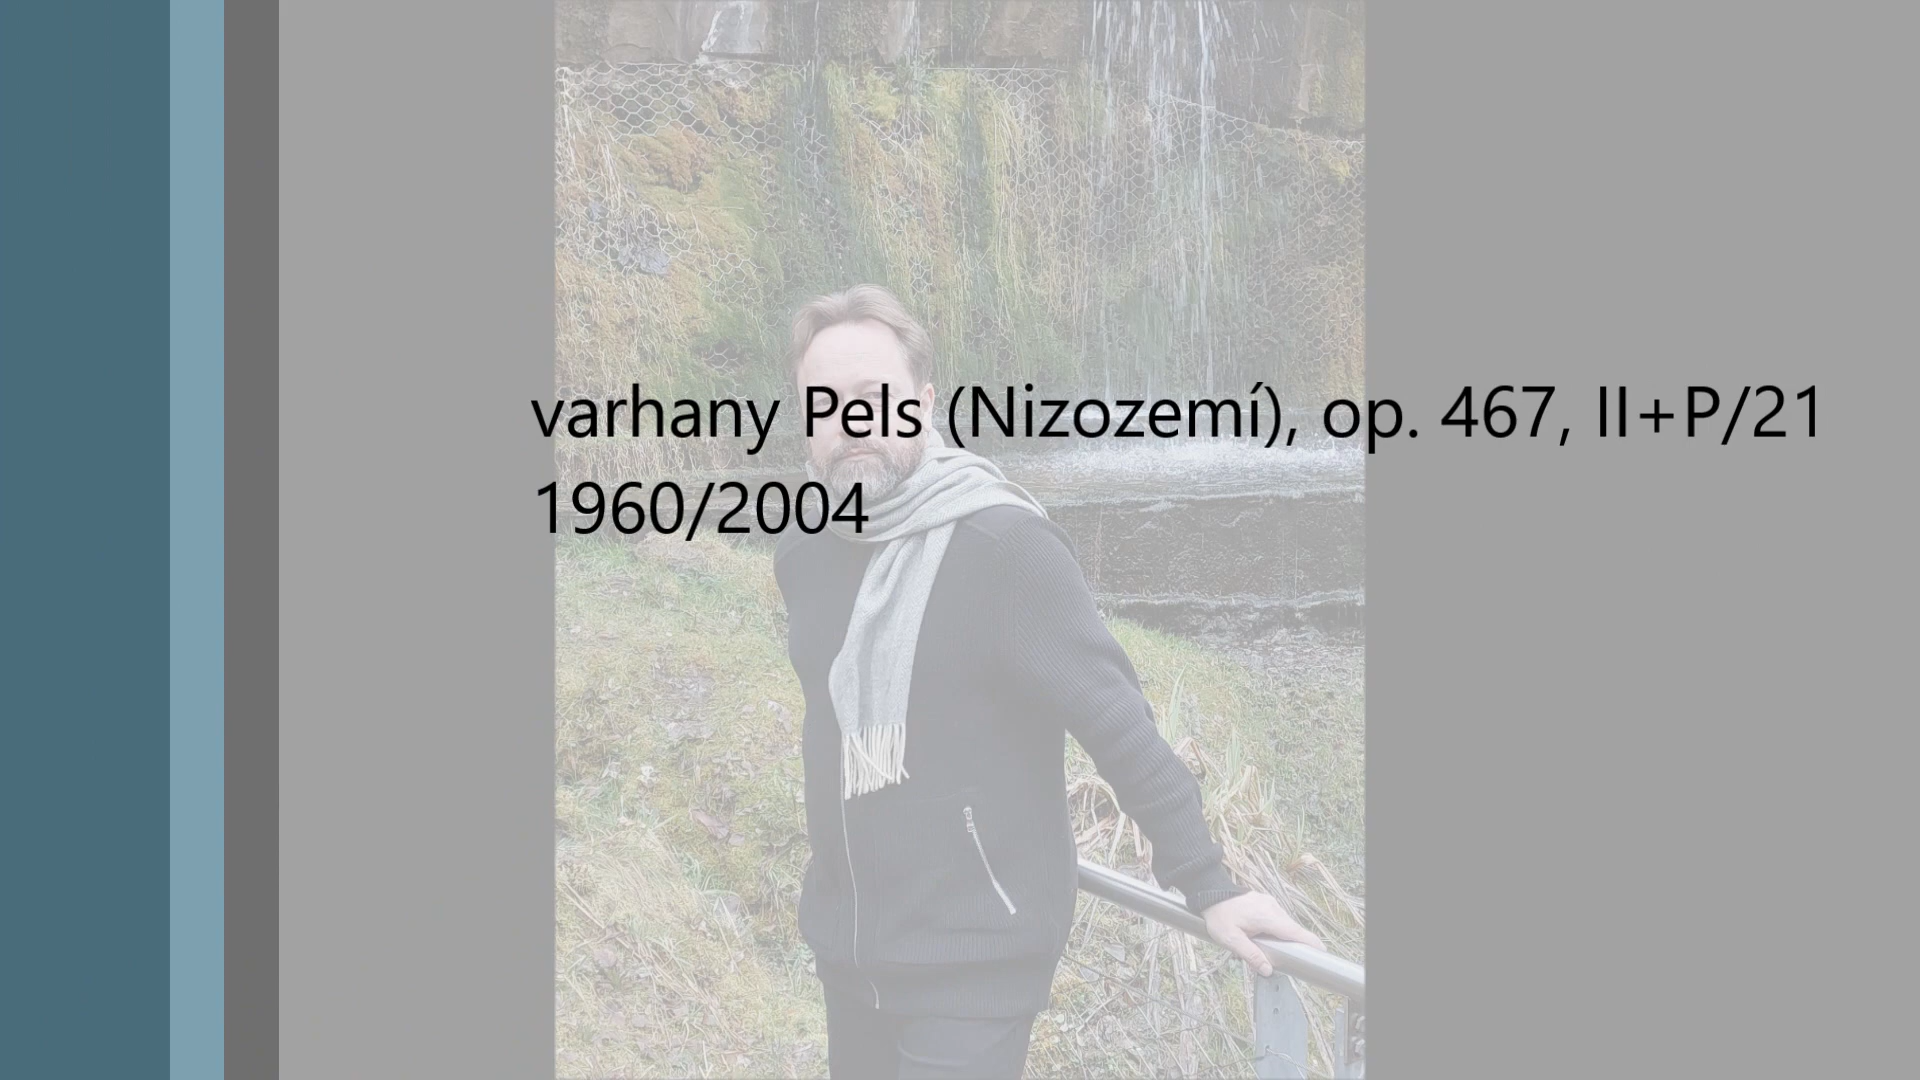 varhany Pels (Nizozemí), op. 467, II+P/21
1960/2004